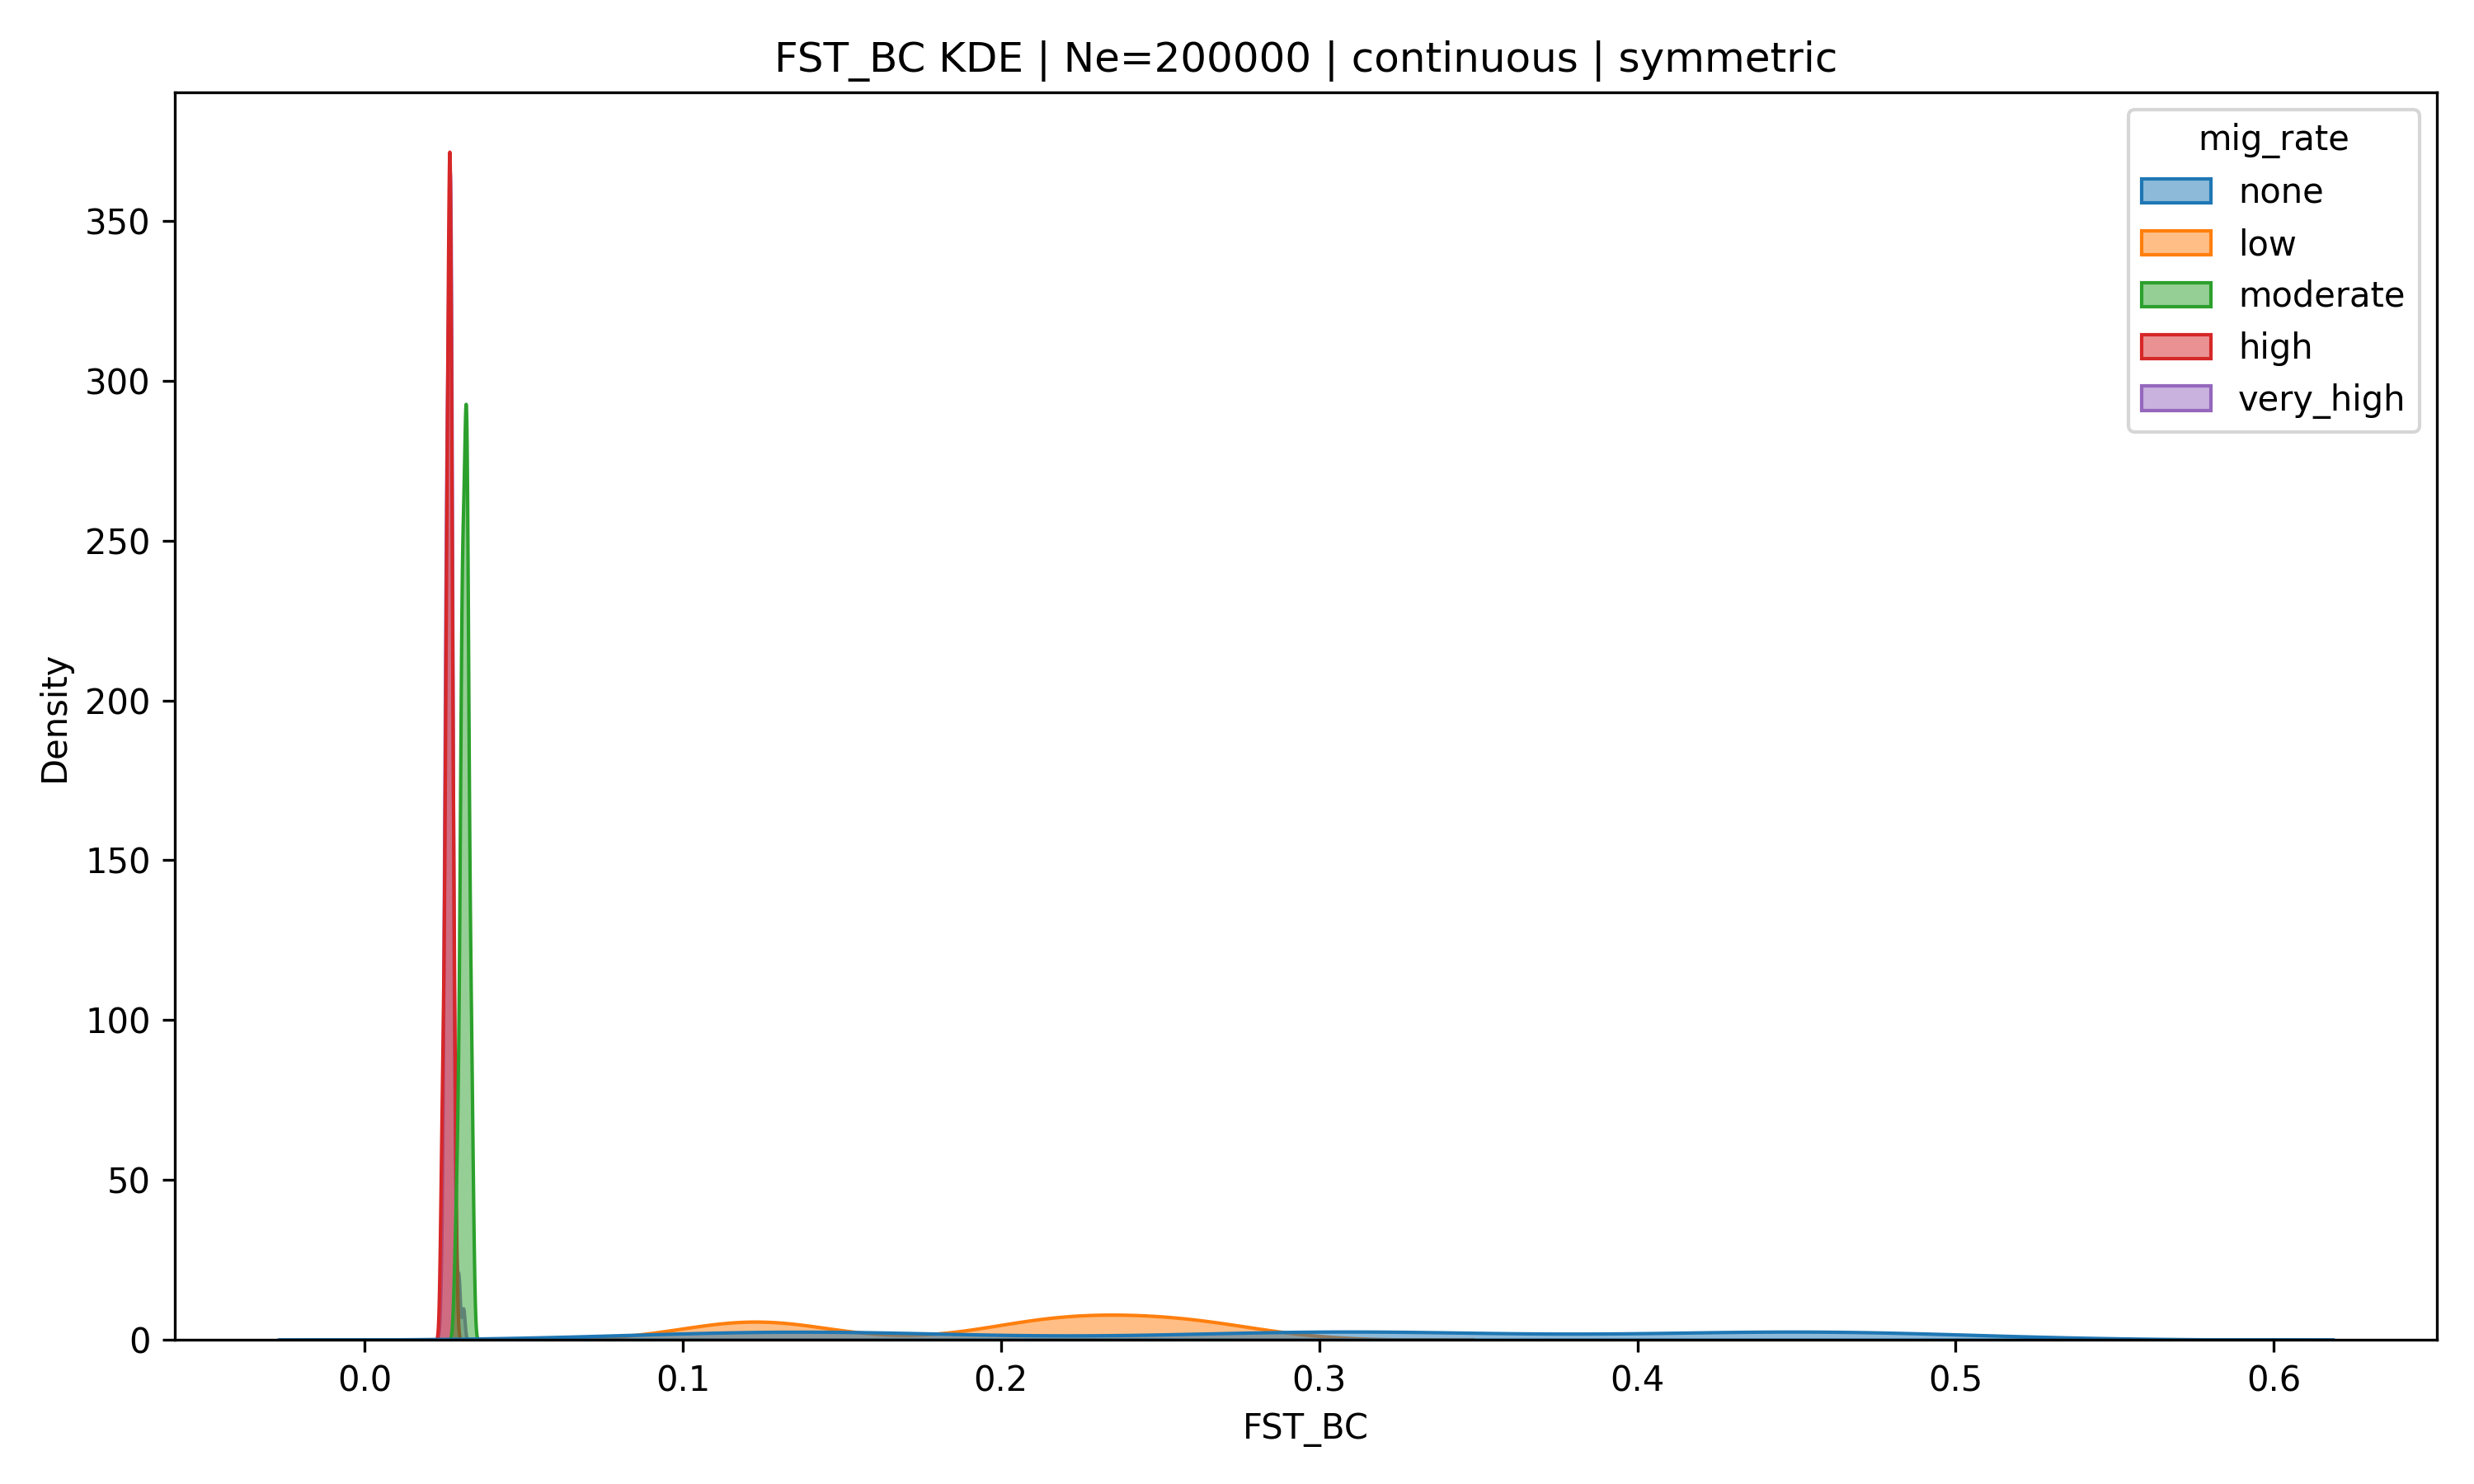 FST_BC KDE | Ne=200000 | continuous | symmetric
mig_rate
none
low
moderate
high
very_high
Density
350
300
250
200
150
100
50
0
0.0 0.1 0.2 0.3 0.4 0.5 0.6
FST_BC